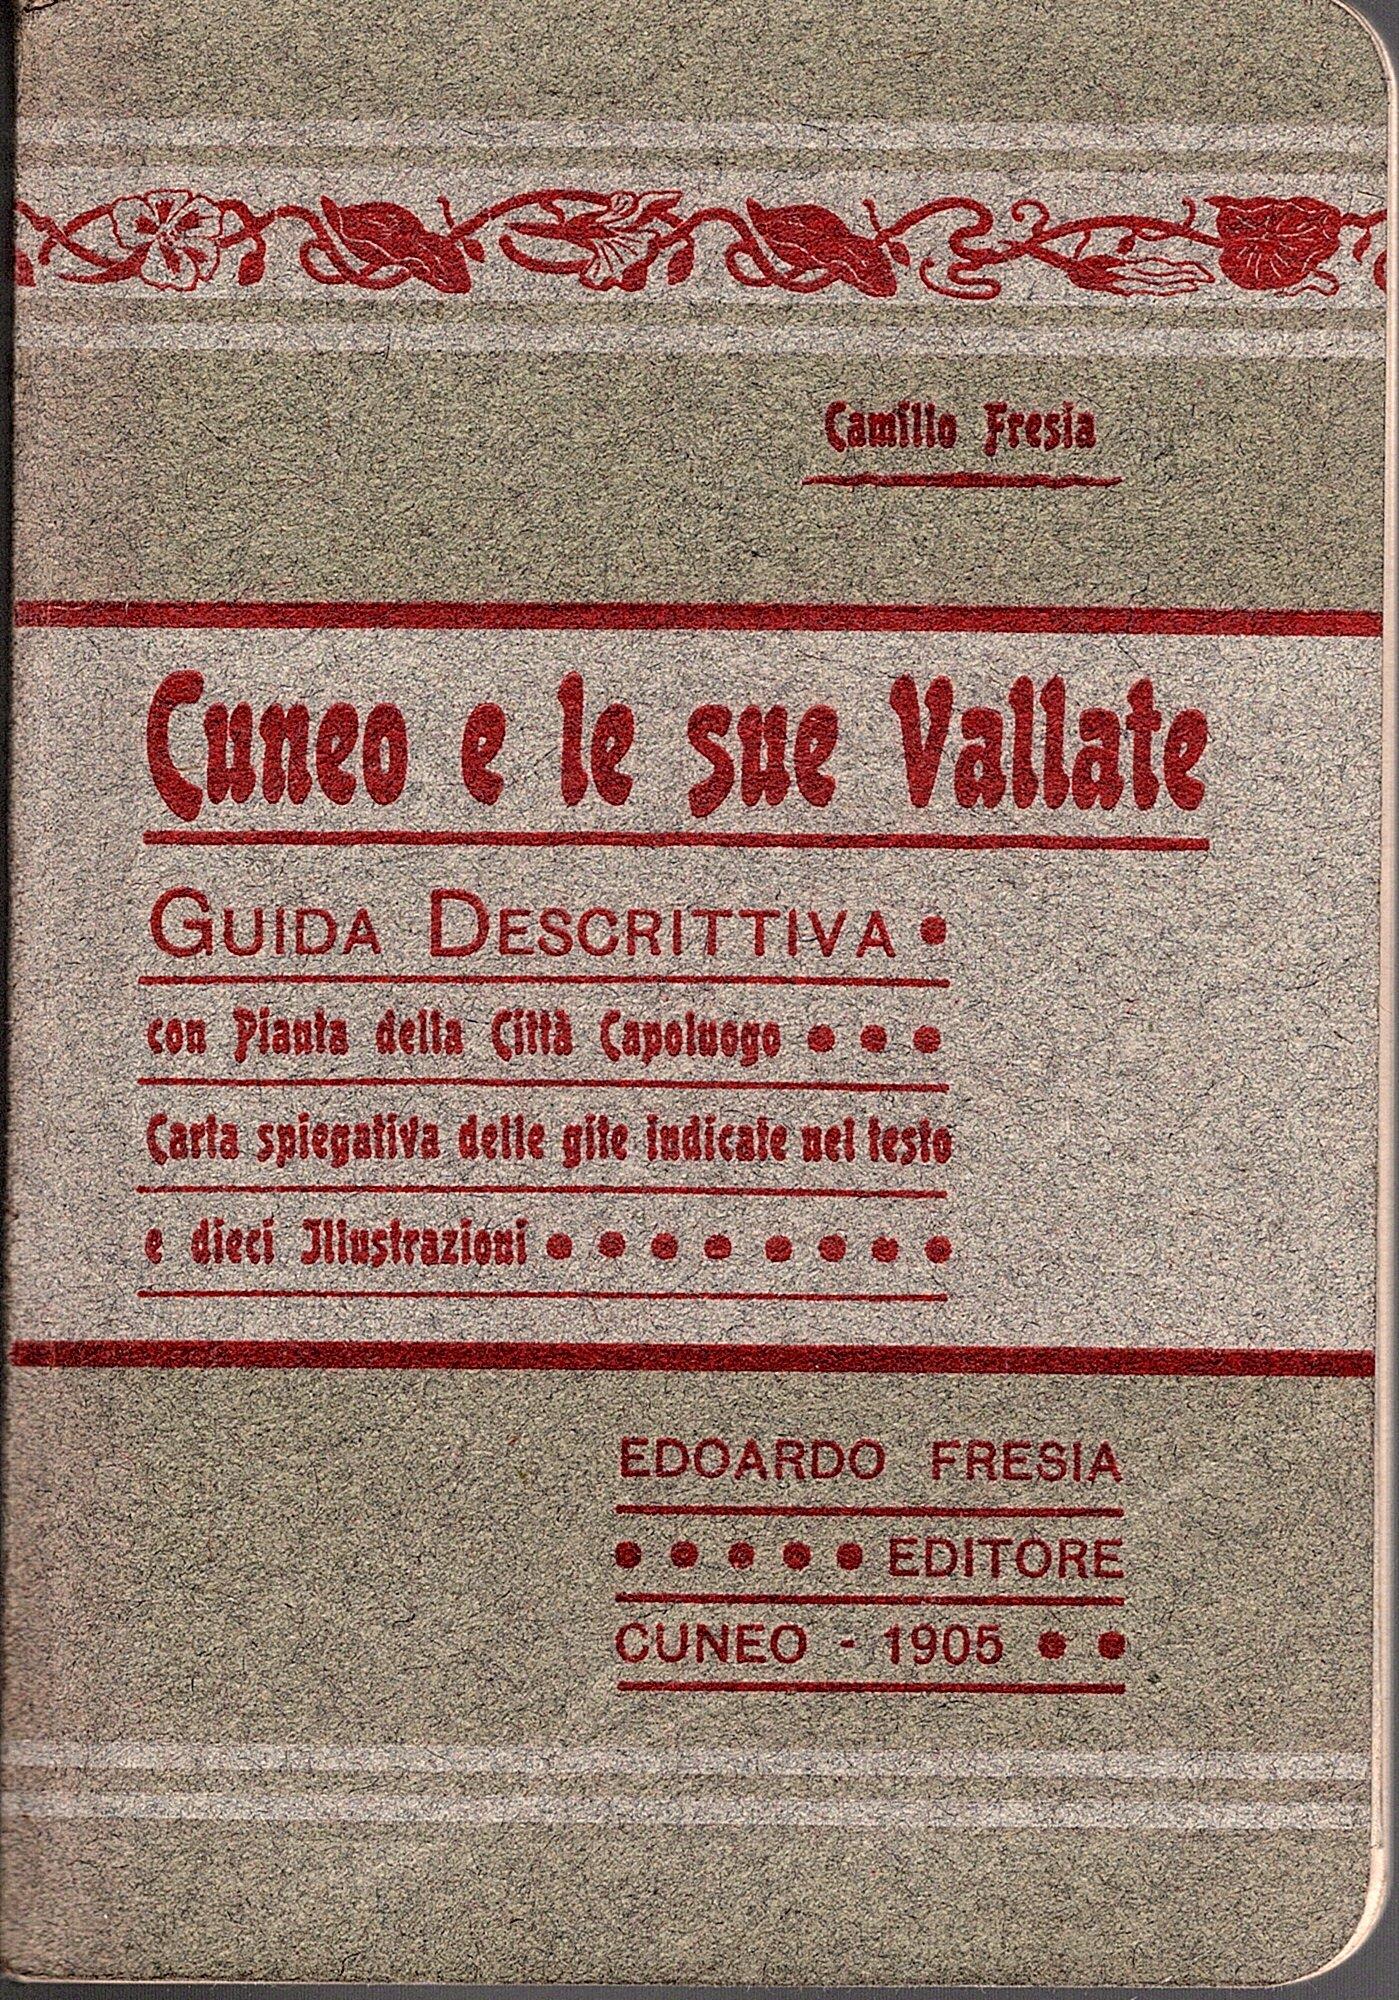 Camillo Fresia
Cuneo e le sue Vallate
GUIDA DESCRITTIVA
con Pianta della Città Capoluogo
Carta spiegativa delle gite indicate nel testo
e dieci Illustrazioni
EDOARDO FRESIA
EDITORE
CUNEO - 1905